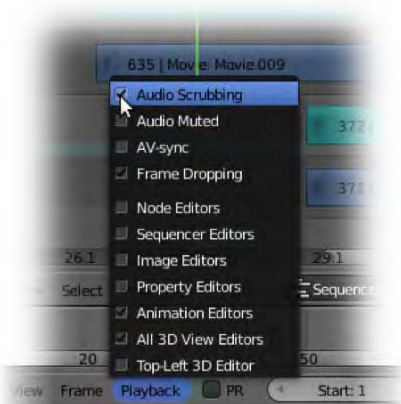 635 | Movie: Movie.009
Audio Scrubbing
Audio Muted
372
AV-sync
Frame Dropping
371
Node Editors
Sequencer Editors
26.1
Image Editors
29.1
Select
Property Editors
Sequence
Animation Editors
All 3D View Editors
20
Top-Left 3D Editor
50
View Frame Playback PR Start: 1